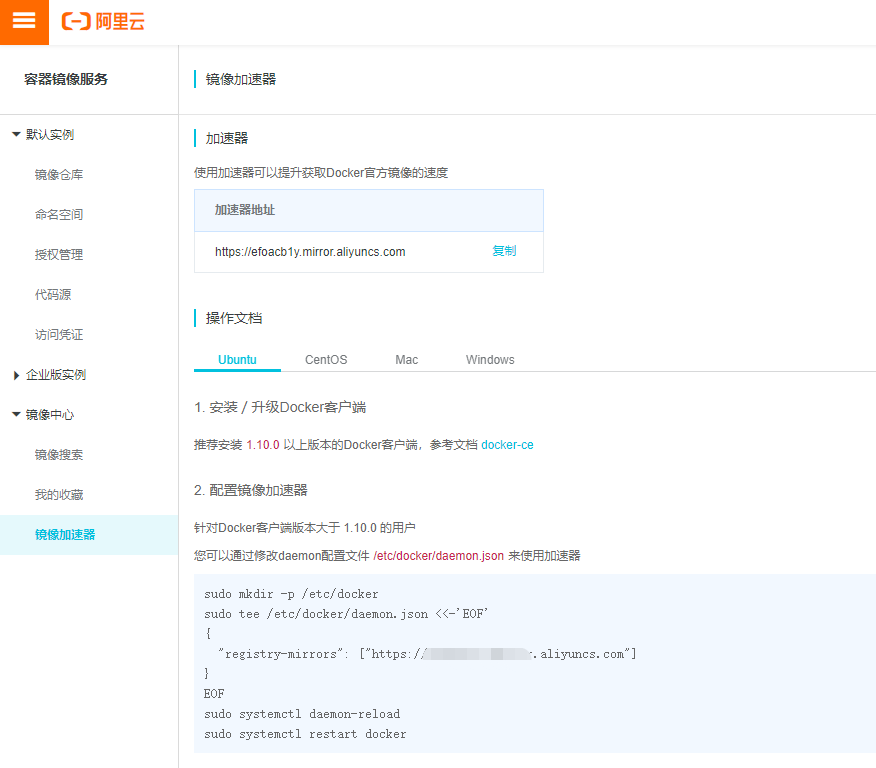 阿里云
容器镜像服务
镜像加速器
默认实例
镜像仓库
命名空间
授权管理
代码源
访问凭证
企业版实例
镜像中心
镜像搜索
我的收藏
镜像加速器
加速器
使用加速器可以提升获取Docker官方镜像的速度
加速器地址
https://efoacb1y.mirror.aliyuncs.com 复制
操作文档
Ubuntu CentOS Mac Windows
1. 安装 / 升级Docker客户端
推荐安装 1.10.0 以上版本的Docker客户端，参考文档 docker-ce
2. 配置镜像加速器
针对Docker客户端版本大于 1.10.0 的用户
您可以通过修改daemon配置文件 /etc/docker/daemon.json 来使用加速器
sudo mkdir -p /etc/docker
sudo tee /etc/docker/daemon.json <<-'EOF'
{
"registry-mirrors": ["https:// .aliyuncs.com"]
}
EOF
sudo systemctl daemon-reload
sudo systemctl restart docker